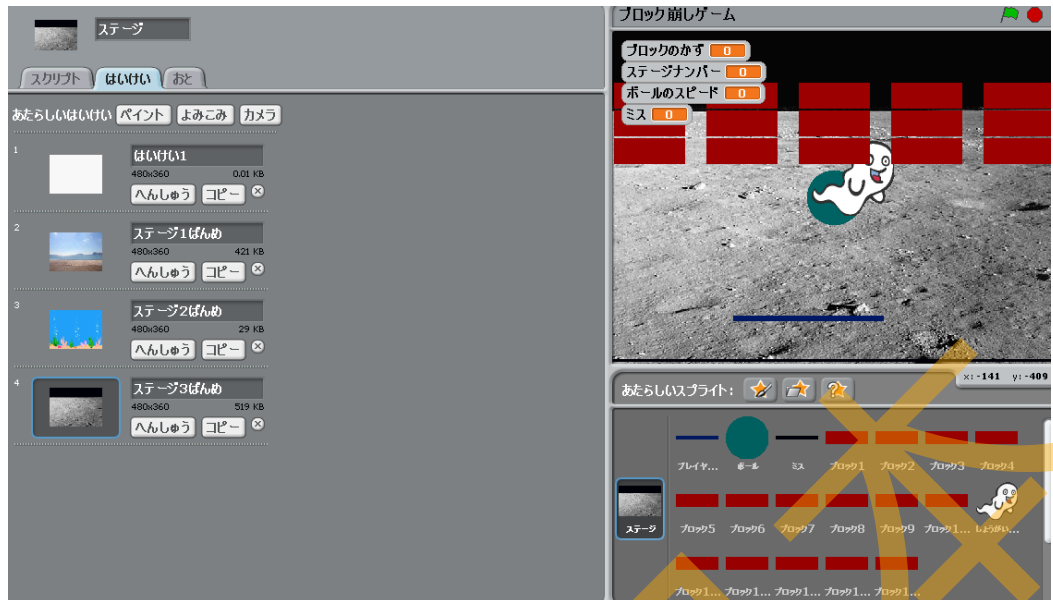 ステージ
スクリプト はいけい おと
あたらしいはいけい ペイント よみこみ カメラ
1
はいけい1
480x360 0.01 KB
へんしゅう コピー
2
ステージ1ばんめ
480x360 421 KB
へんしゅう コピー
3
ステージ2ばんめ
480x360 29 KB
へんしゅう コピー
4
ステージ3ばんめ
480x360 519 KB
へんしゅう コピー
ブロック崩しゲーム
ブロックのかず 0
ステージナンバー 0
ボールのスピード 0
ミス 0
x: -141 y: -409
あたらしいスプライト:
プレイヤ... ボール ミス ブロック1 ブロック2 ブロック3 ブロック4
ステージ
ブロック5 ブロック6 ブロック7 ブロック8 ブロック9 ブロック1... しょうがい...
ブロック1... ブロック1... ブロック1... ブロック1... ブロック1...